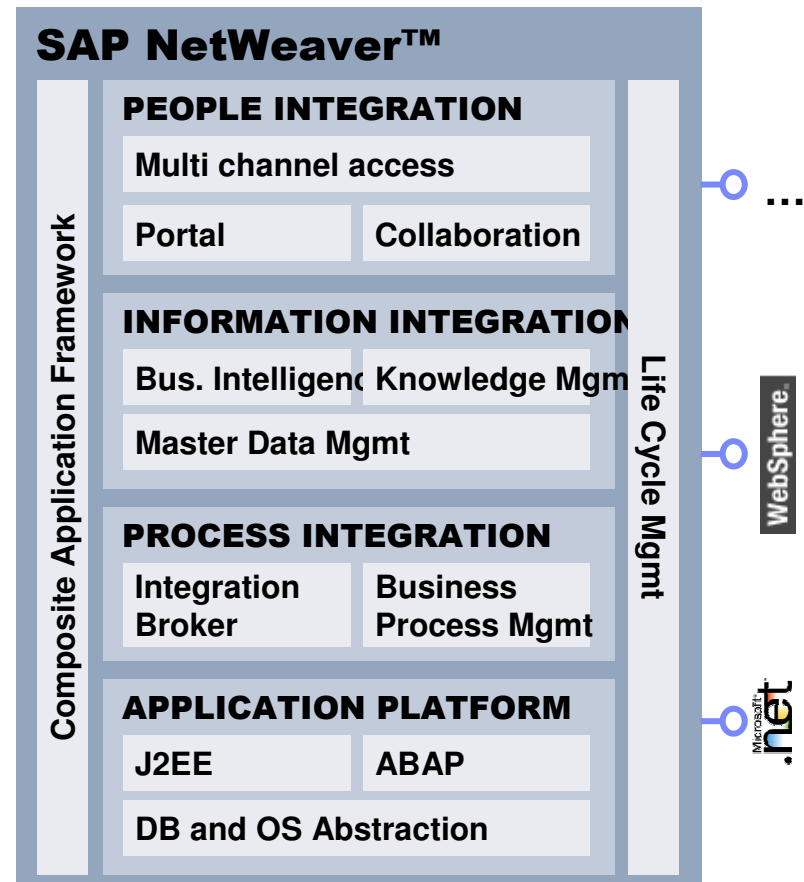 SAP NetWeaver™
Composite Application Framework
PEOPLE INTEGRATION
Multi channel access
Portal
Collaboration
INFORMATION INTEGRATION
Bus. Intelligenc
Knowledge Mgm
Master Data Mgmt
PROCESS INTEGRATION
Integration
Broker
Business
Process Mgmt
APPLICATION PLATFORM
J2EE
ABAP
DB and OS Abstraction
Life Cycle Mgmt
...
WebSphere.
Microsoft
.net